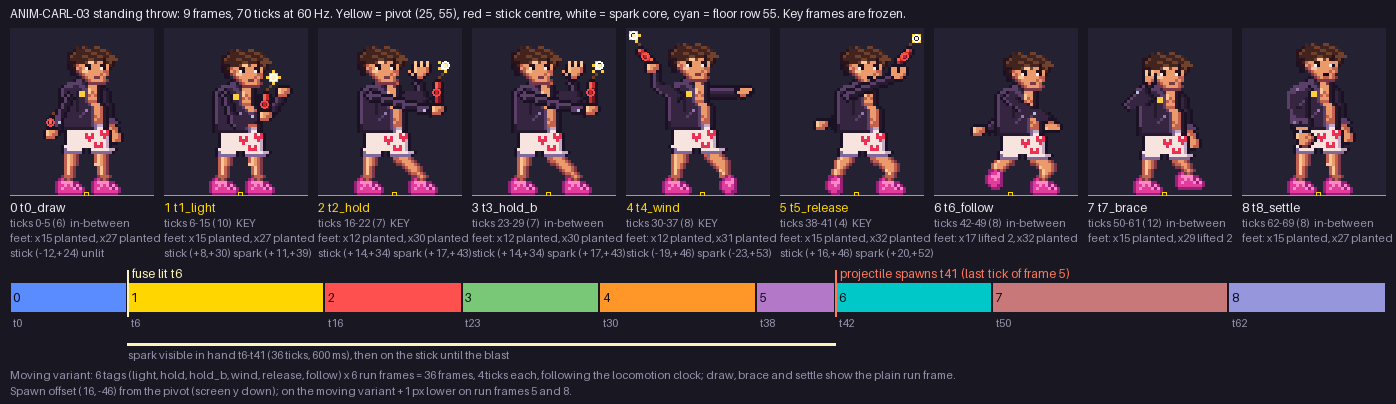 ANIM-CARL-03 standing throw: 9 frames, 70 ticks at 60 Hz. Yellow = pivot (25, 55), red = stick centre, white = spark core, cyan = floor row 55. Key frames are frozen.
0 t0_draw
ticks 0-5 (6) in-between
feet: x15 planted, x27 planted
stick (-12,+24) unlit
1 t1_light
ticks 6-15 (10) KEY
feet: x15 planted, x27 planted
stick (+8,+30) spark (+11,+39)
2 t2_hold
ticks 16-22 (7) KEY
feet: x12 planted, x30 planted
stick (+14,+34) spark (+17,+43)
3 t3_hold_b
ticks 23-29 (7) in-between
feet: x12 planted, x30 planted
stick (+14,+34) spark (+17,+43)
4 t4_wind
ticks 30-37 (8) KEY
feet: x12 planted, x31 planted
stick (-19,+46) spark (-23,+53)
5 t5_release
ticks 38-41 (4) KEY
feet: x15 planted, x32 planted
stick (+16,+46) spark (+20,+52)
6 t6_follow
ticks 42-49 (8) in-between
feet: x17 lifted 2, x32 planted
7 t7_brace
ticks 50-61 (12) in-between
feet: x15 planted, x29 lifted 2
8 t8_settle
ticks 62-69 (8) in-between
feet: x15 planted, x27 planted
fuse lit t6
projectile spawns t41 (last tick of frame 5)
0 1 2 3 4 5 6 7 8
t0 t6 t16 t23 t30 t38 t42 t50 t62
spark visible in hand t6-t41 (36 ticks, 600 ms), then on the stick until the blast
Moving variant: 6 tags (light, hold, hold_b, wind, release, follow) x 6 run frames = 36 frames, 4 ticks each, following the locomotion clock; draw, brace and settle show the plain run frame.
Spawn offset (16,-46) from the pivot (screen y down); on the moving variant +1 px lower on run frames 5 and 8.